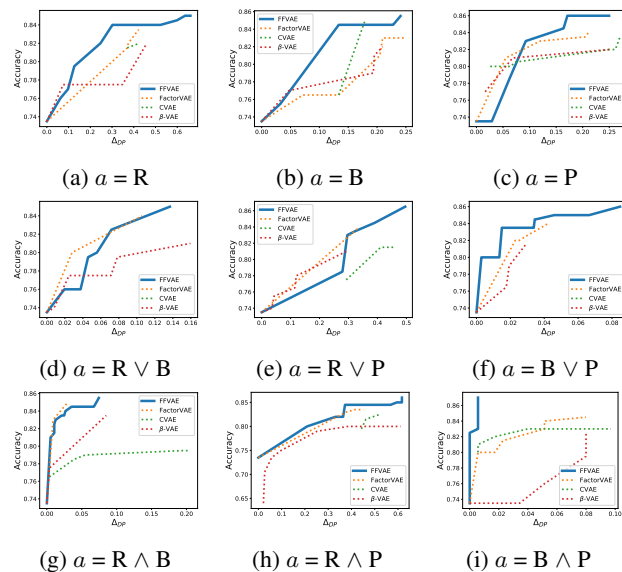 Accuracy
0.84
0.82
0.80
0.78
0.76
0.74
0.0 0.1 0.2 0.3 0.4 0.5 0.6
Δ_DP
FFVAE
FactorVAE
CVAE
β-VAE
(a) a = R
Accuracy
0.84
0.82
0.80
0.78
0.76
0.74
0.00 0.05 0.10 0.15 0.20 0.25
Δ_DP
FFVAE
FactorVAE
CVAE
β-VAE
(b) a = B
Accuracy
0.86
0.84
0.82
0.80
0.78
0.76
0.74
0.00 0.05 0.10 0.15 0.20 0.25
Δ_DP
FFVAE
FactorVAE
CVAE
β-VAE
(c) a = P
Accuracy
0.84
0.82
0.80
0.78
0.76
0.74
0.00 0.02 0.04 0.06 0.08 0.10 0.12 0.14 0.16
Δ_DP
FFVAE
FactorVAE
CVAE
β-VAE
(d) a = R ∨ B
Accuracy
0.86
0.84
0.82
0.80
0.78
0.76
0.74
0.0 0.1 0.2 0.3 0.4 0.5
Δ_DP
FFVAE
FactorVAE
CVAE
β-VAE
(e) a = R ∨ P
Accuracy
0.86
0.84
0.82
0.80
0.78
0.76
0.74
0.00 0.02 0.04 0.06 0.08
Δ_DP
FFVAE
FactorVAE
CVAE
β-VAE
(f) a = B ∨ P
Accuracy
0.86
0.84
0.82
0.80
0.78
0.76
0.74
0.00 0.05 0.10 0.15 0.20
Δ_DP
FFVAE
FactorVAE
CVAE
β-VAE
(g) a = R ∧ B
Accuracy
0.85
0.80
0.75
0.70
0.65
0.0 0.1 0.2 0.3 0.4 0.5 0.6
Δ_DP
FFVAE
FactorVAE
CVAE
β-VAE
(h) a = R ∧ P
Accuracy
0.86
0.84
0.82
0.80
0.78
0.76
0.74
0.00 0.02 0.04 0.06 0.08 0.10
Δ_DP
FFVAE
FactorVAE
CVAE
β-VAE
(i) a = B ∧ P